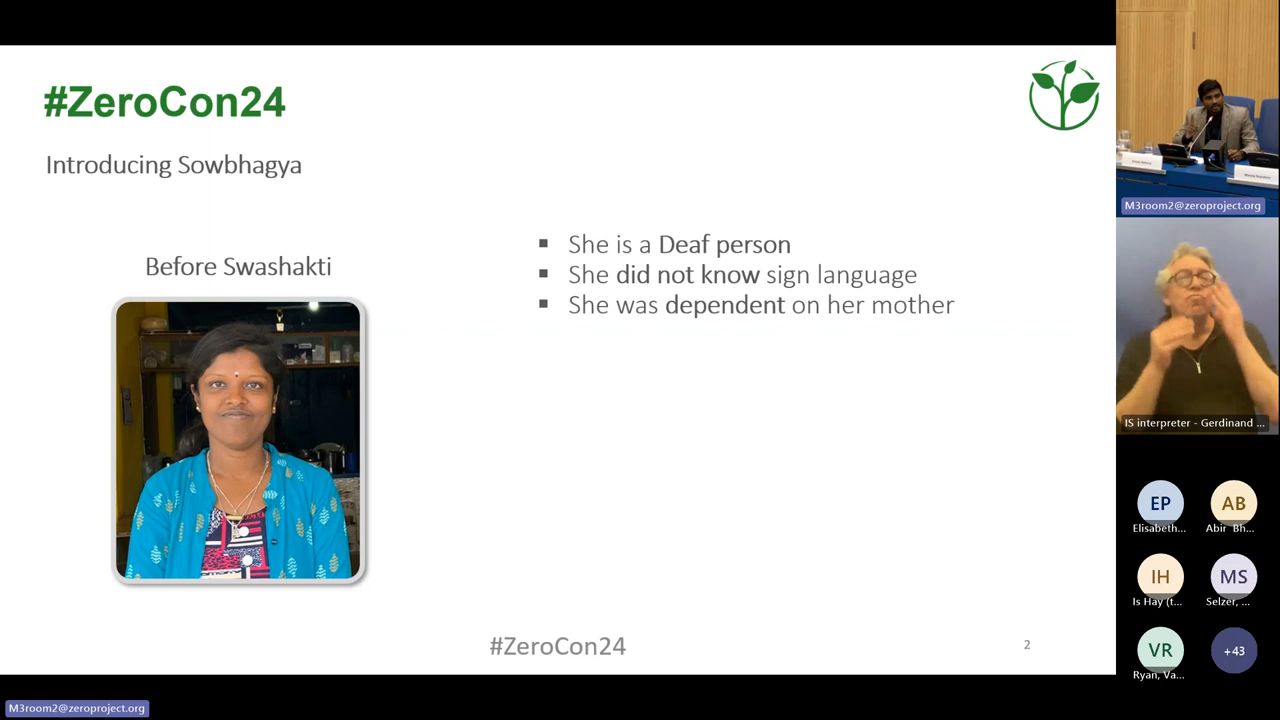 #ZeroCon24
Introducing Sowbhagya
Before Swashakti
▪ She is a Deaf person
▪ She did not know sign language
▪ She was dependent on her mother
#ZeroCon24
2
M3room2@zeroproject.org
IS interpreter - Gerdinand ...
EP
Elisabeth...
AB
Abir Bh...
IH
Is Hay (t...
MS
Selzer, ...
VR
Ryan, Va...
+43
M3room2@zeroproject.org